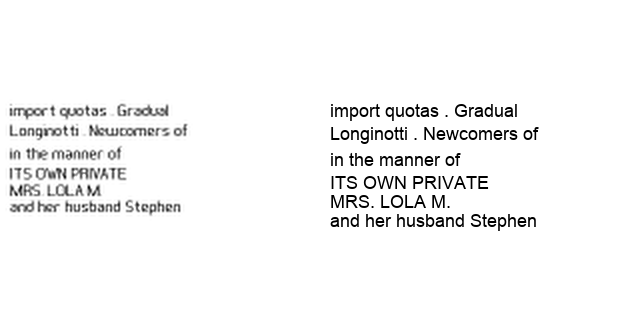 import quotas . Gradual
Longinotti . Newcomers of
in the manner of
ITS OWN PRIVATE
MRS. LOLA M.
and her husband Stephen
import quotas . Gradual
Longinotti . Newcomers of
in the manner of
ITS OWN PRIVATE
MRS. LOLA M.
and her husband Stephen